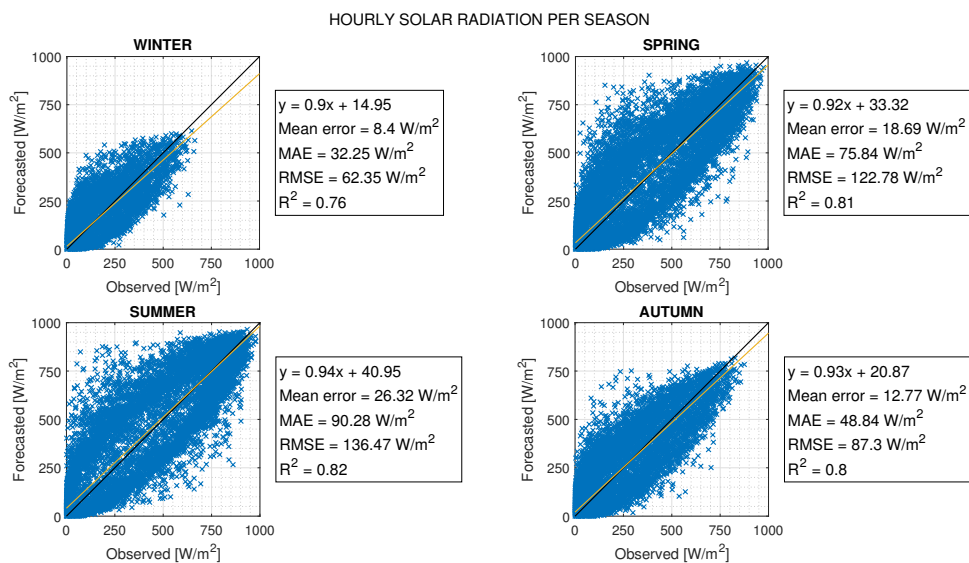 HOURLY SOLAR RADIATION PER SEASON
WINTER
1000
750
500
250
0
Forecasted [W/m²]
0 250 500 750 1000
Observed [W/m²]
y = 0.9x + 14.95
Mean error = 8.4 W/m²
MAE = 32.25 W/m²
RMSE = 62.35 W/m²
R² = 0.76
SPRING
1000
750
500
250
0
Forecasted [W/m²]
0 250 500 750 1000
Observed [W/m²]
y = 0.92x + 33.32
Mean error = 18.69 W/m²
MAE = 75.84 W/m²
RMSE = 122.78 W/m²
R² = 0.81
SUMMER
1000
750
500
250
0
Forecasted [W/m²]
0 250 500 750 1000
Observed [W/m²]
y = 0.94x + 40.95
Mean error = 26.32 W/m²
MAE = 90.28 W/m²
RMSE = 136.47 W/m²
R² = 0.82
AUTUMN
1000
750
500
250
0
Forecasted [W/m²]
0 250 500 750 1000
Observed [W/m²]
y = 0.93x + 20.87
Mean error = 12.77 W/m²
MAE = 48.84 W/m²
RMSE = 87.3 W/m²
R² = 0.8